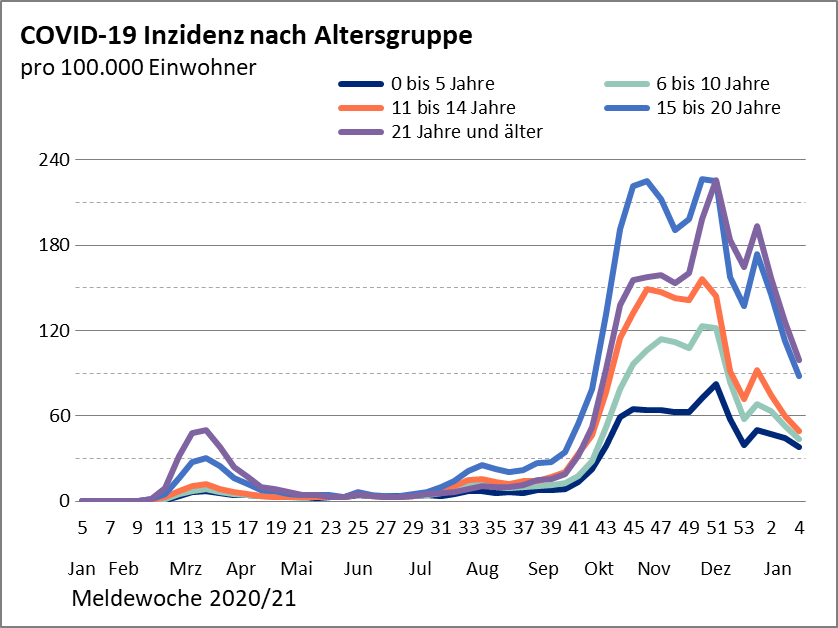 COVID-19 Inzidenz nach Altersgruppe
pro 100.000 Einwohner
0 bis 5 Jahre 6 bis 10 Jahre
11 bis 14 Jahre 15 bis 20 Jahre
21 Jahre und älter
240
180
120
60
0
5 7 9 11 13 15 17 19 21 23 25 27 29 31 33 35 37 39 41 43 45 47 49 51 53 2 4
Jan Feb Mrz Apr Mai Jun Jul Aug Sep Okt Nov Dez Jan
Meldewoche 2020/21